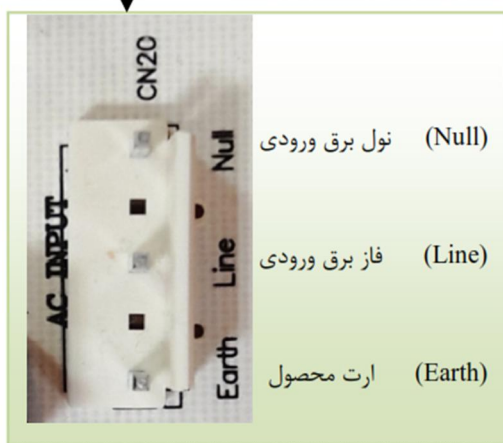 CN20
AC INPUT
Null
Line
Earth
نول برق ورودی (Null)
فاز برق ورودی (Line)
ارت محصول (Earth)